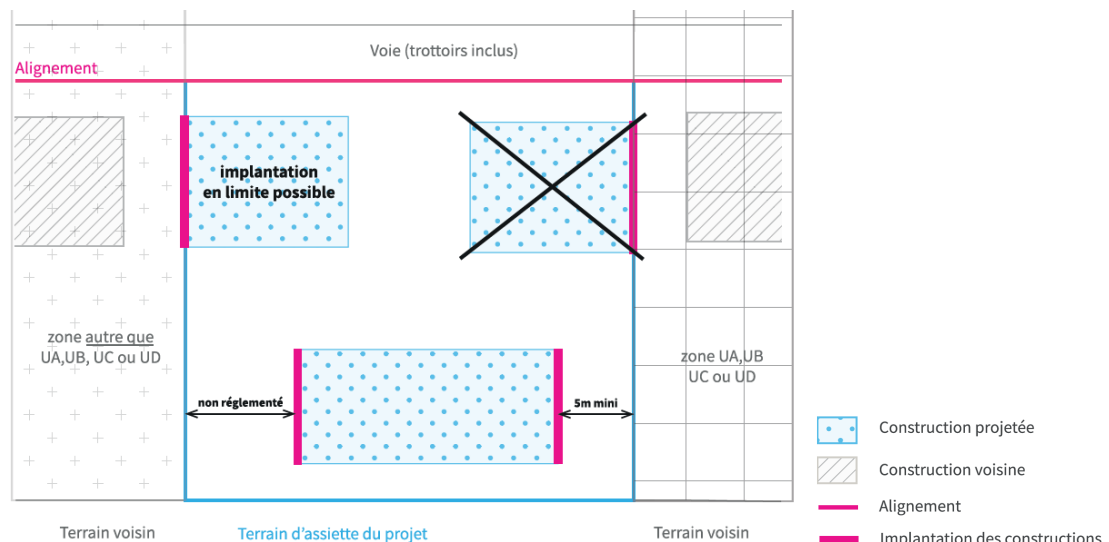 Voie (trottoirs inclus)
Alignement
implantation
en limite possible
zone autre que
UA,UB, UC ou UD
zone UA,UB
UC ou UD
non réglementé
5m mini
Construction projetée
Construction voisine
Alignement
Implantation des constructions
Terrain voisin
Terrain d'assiette du projet
Terrain voisin